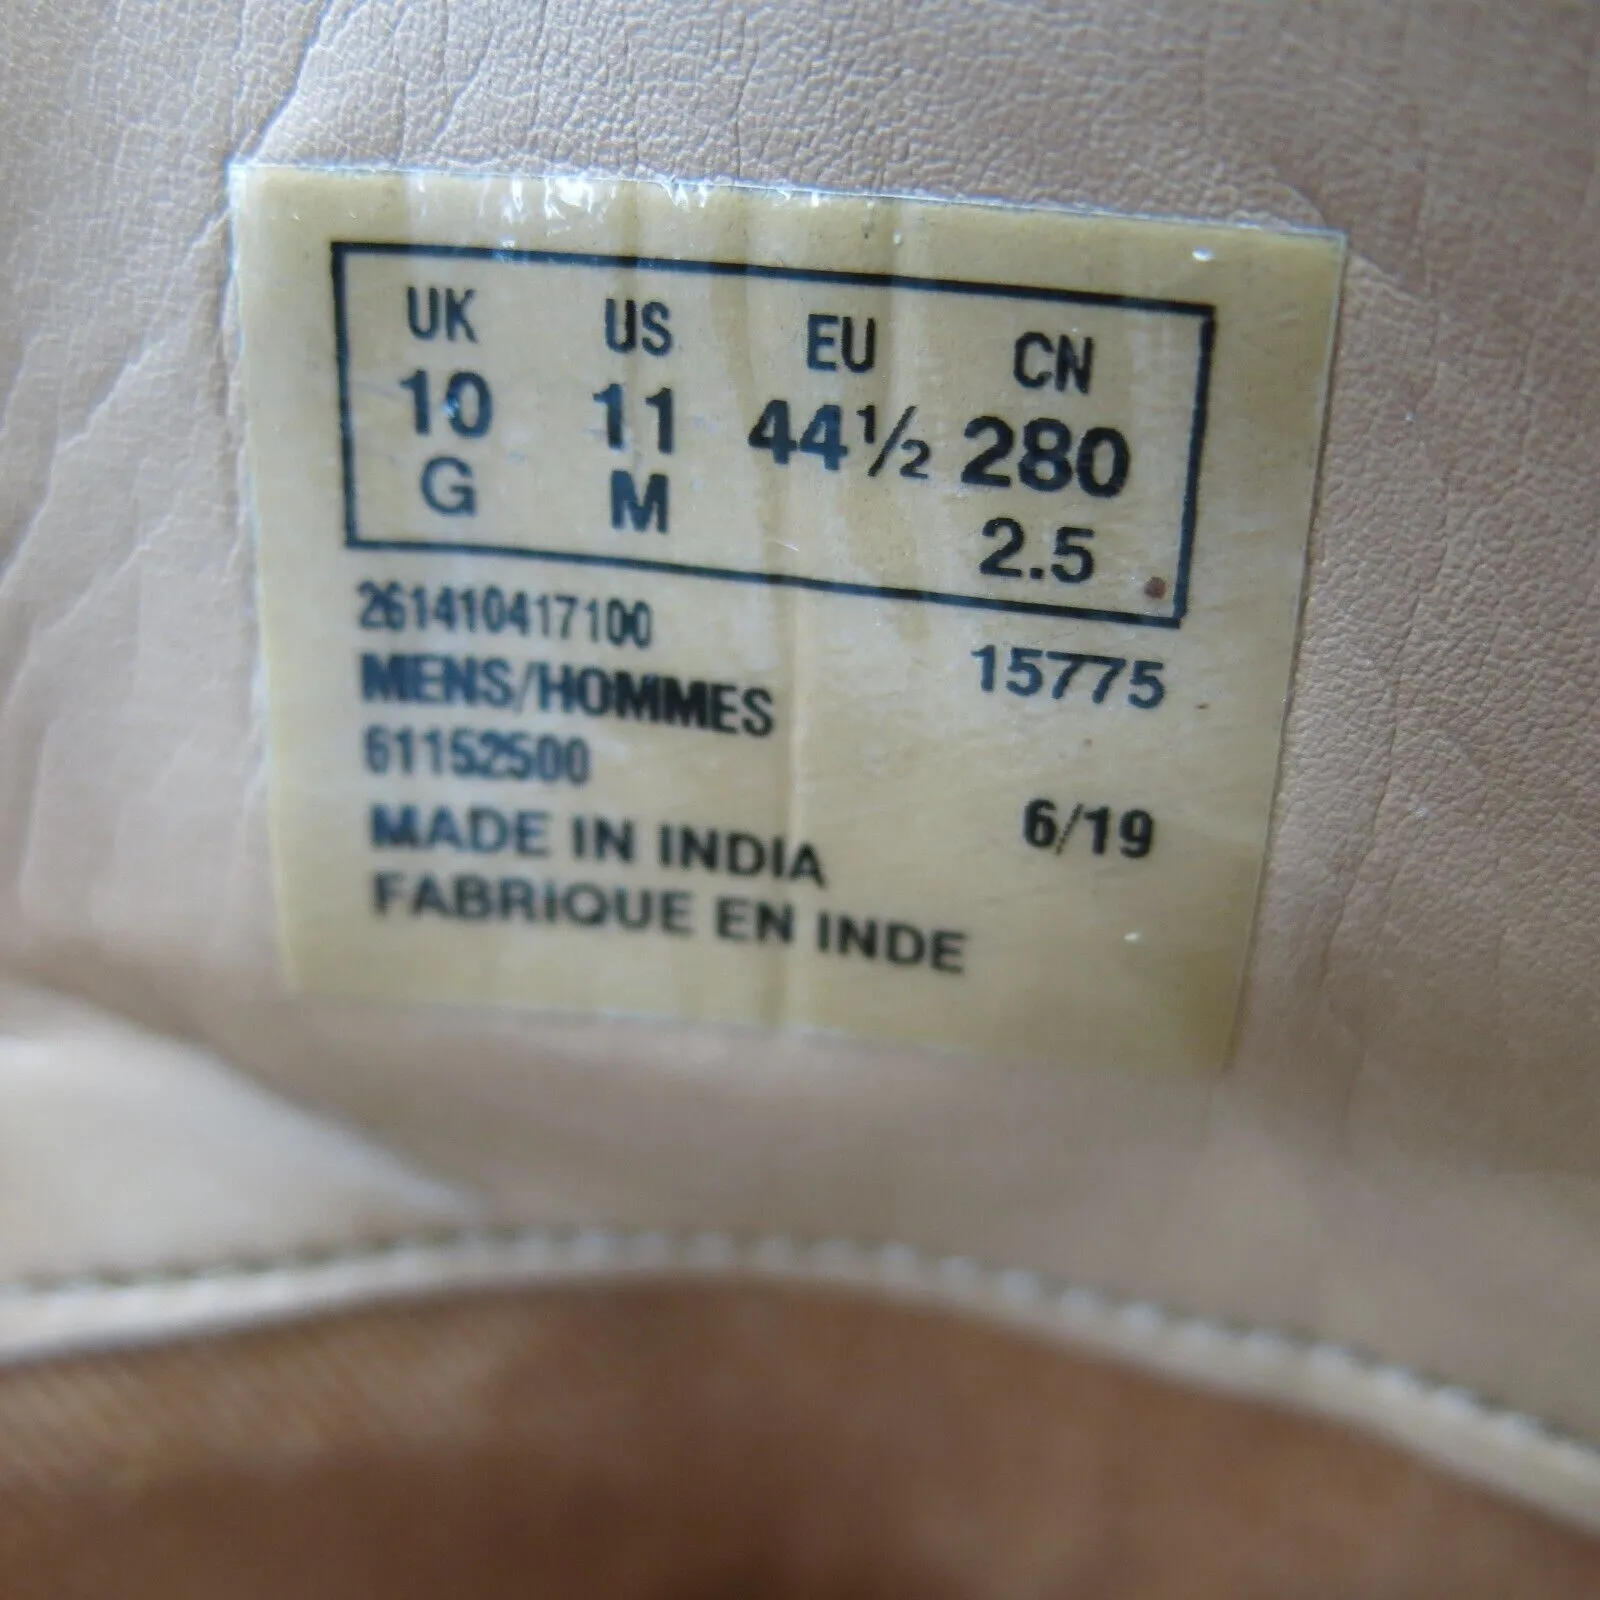 UK US EU CN
10 11 44½ 280
G M 2.5
261410417100
15775
MENS/HOMMES
61152500
6/19
MADE IN INDIA
FABRIQUE EN INDE